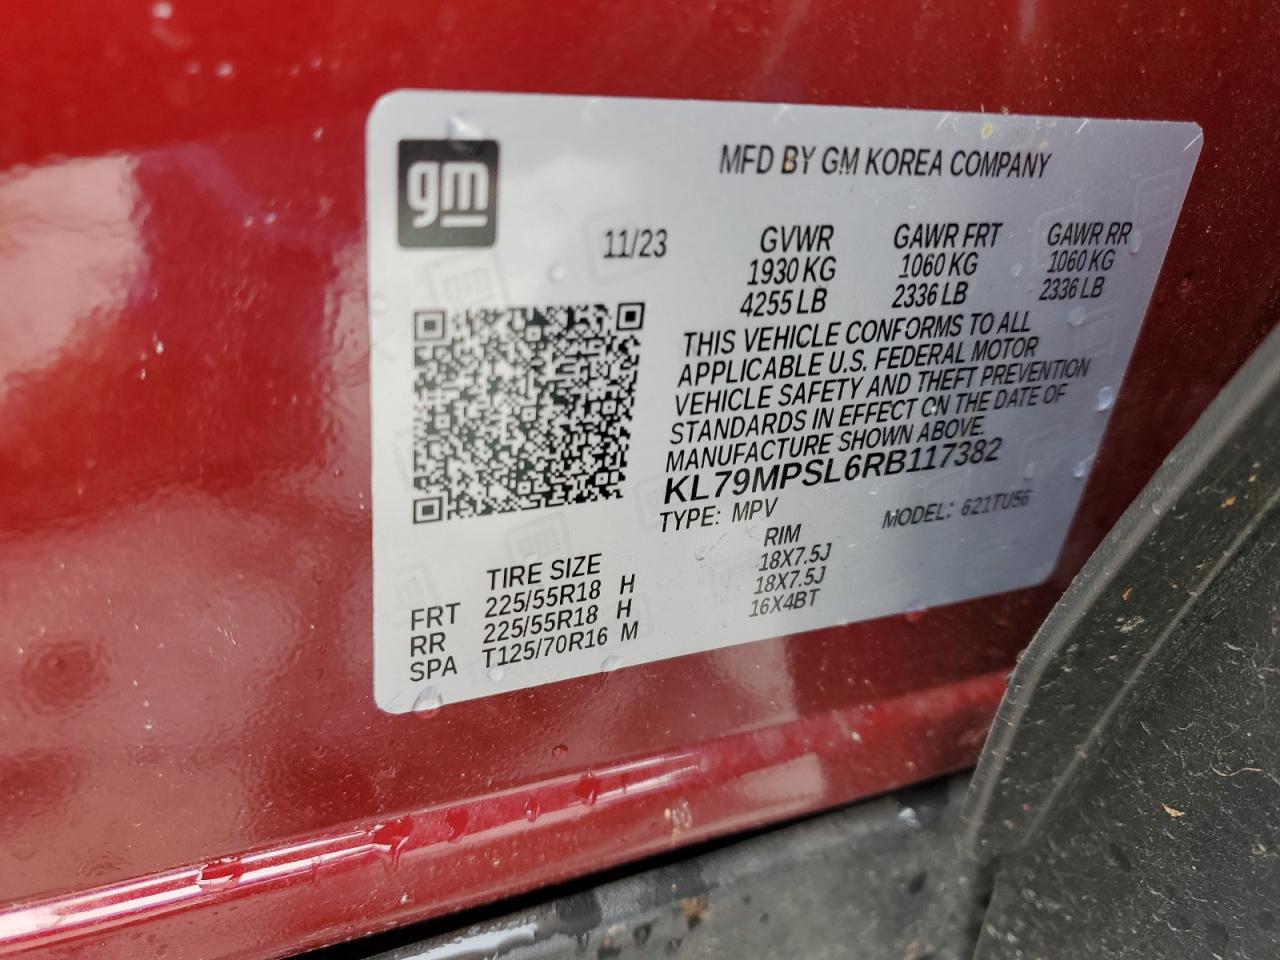 gm
MFD BY GM KOREA COMPANY
11/23 GVWR GAWR FRT GAWR RR
1930 KG 1060 KG 1060 KG
4255 LB 2336 LB 2336 LB
THIS VEHICLE CONFORMS TO ALL
APPLICABLE U.S. FEDERAL MOTOR
VEHICLE SAFETY AND THEFT PREVENTION
STANDARDS IN EFFECT ON THE DATE OF
MANUFACTURE SHOWN ABOVE.
KL79MPSL6RB117382
TYPE: MPV MODEL: 621TU56
TIRE SIZE RIM
FRT 225/55R18 H 18X7.5J
RR 225/55R18 H 18X7.5J
SPA T125/70R16 M 16X4BT